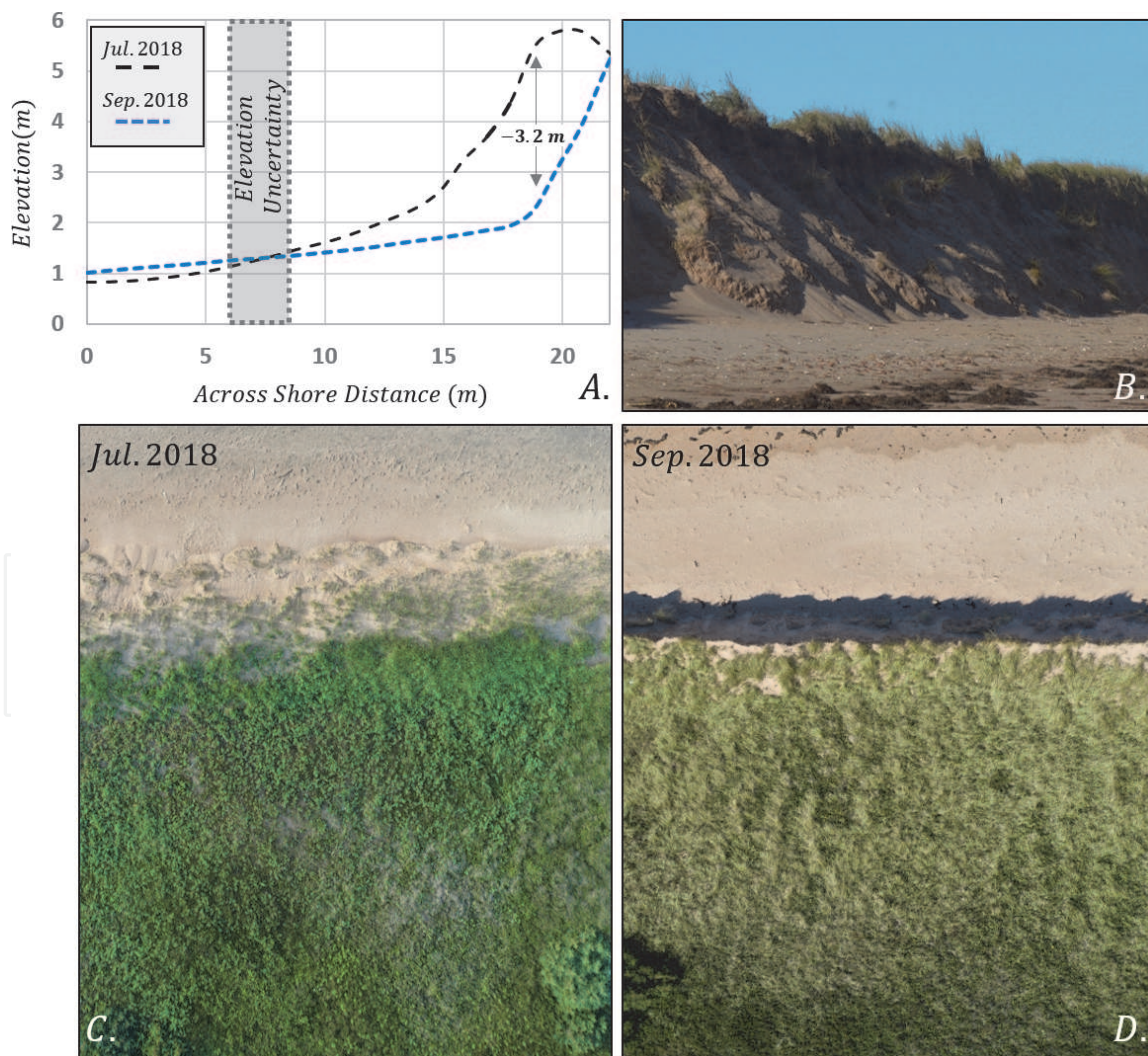 6
5
4
3
2
1
0
Elevation(m)
Jul. 2018
Sep. 2018
Elevation
Uncertainty
−3.2 m
0 5 10 15 20
Across Shore Distance (m)
A.
B.
Jul. 2018
C.
Sep. 2018
D.